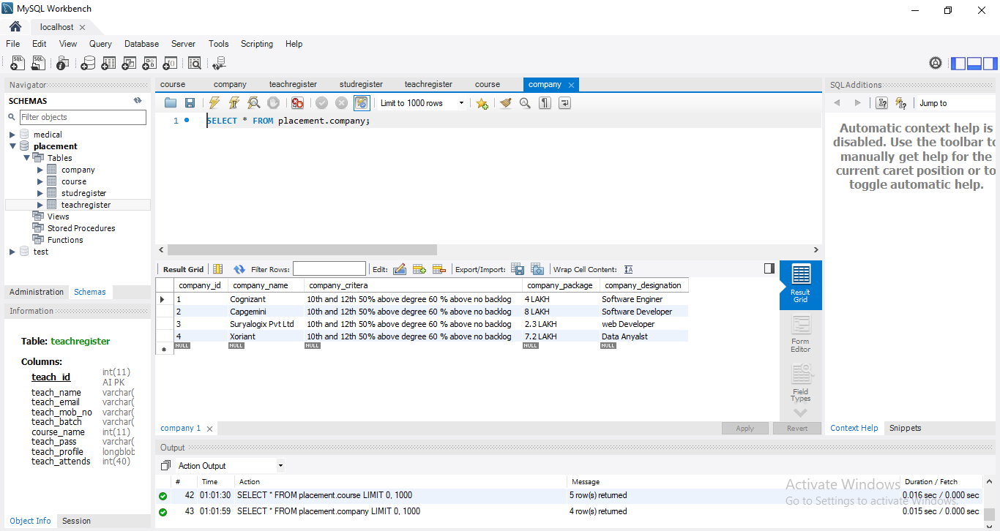 MySQL Workbench
localhost
File Edit View Query Database Server Tools Scripting Help
Navigator
SCHEMAS
Filter objects
medical
placement
Tables
company
course
studregister
teachregister
Views
Stored Procedures
Functions
test
Administration Schemas
Information
Table: teachregister
Columns:
teach_id int(11)
AI PK
teach_name varchar(
teach_email varchar(
teach_mob_no varchar(
teach_batch varchar(
course_name int(11)
teach_pass varchar(
teach_profile longblob
teach_attends int(40)
Object Info Session
course company teachregister studregister teachregister course company
Limit to 1000 rows
1 SELECT * FROM placement.company;
Result Grid Filter Rows: Edit: Export/Import: Wrap Cell Content:
company_id company_name company_critera company_package company_designation
1 Cognizant 10th and 12th 50% above degree 60 % above no backlog 4 LAKH Software Enginer
2 Capgemini 10th and 12th 50% above degree 60 % above no backlog 8 LAKH Software Developer
3 Suryalogix Pvt Ltd 10th and 12th 50% above degree 60 % above no backlog 2.3 LAKH web Developer
4 Xoriant 10th and 12th 50% above degree 60 % above no backlog 7.2 LAKH Data Anyalst
NULL NULL NULL NULL NULL
Result
Grid
Form
Editor
Field
Types
company 1 Apply Revert
SQLAdditions
Jump to
Automatic context help is
disabled. Use the toolbar to
manually get help for the
current caret position or to
toggle automatic help.
Context Help Snippets
Output
Action Output
# Time Action Message Duration / Fetch
42 01:01:30 SELECT * FROM placement.course LIMIT 0, 1000 5 row(s) returned 0.016 sec / 0.000 sec
43 01:01:59 SELECT * FROM placement.company LIMIT 0, 1000 4 row(s) returned 0.015 sec / 0.000 sec
Activate Windows
Go to Settings to activate Windows.